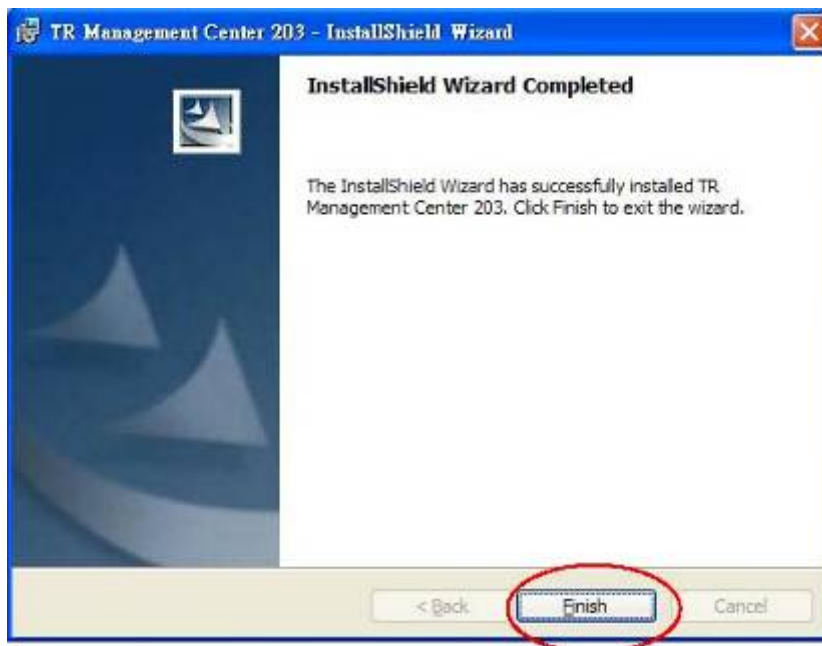 TR Management Center 203 - InstallShield Wizard
InstallShield Wizard Completed
The InstallShield Wizard has successfully installed TR
Management Center 203. Click Finish to exit the wizard.
< Back
Finish
Cancel